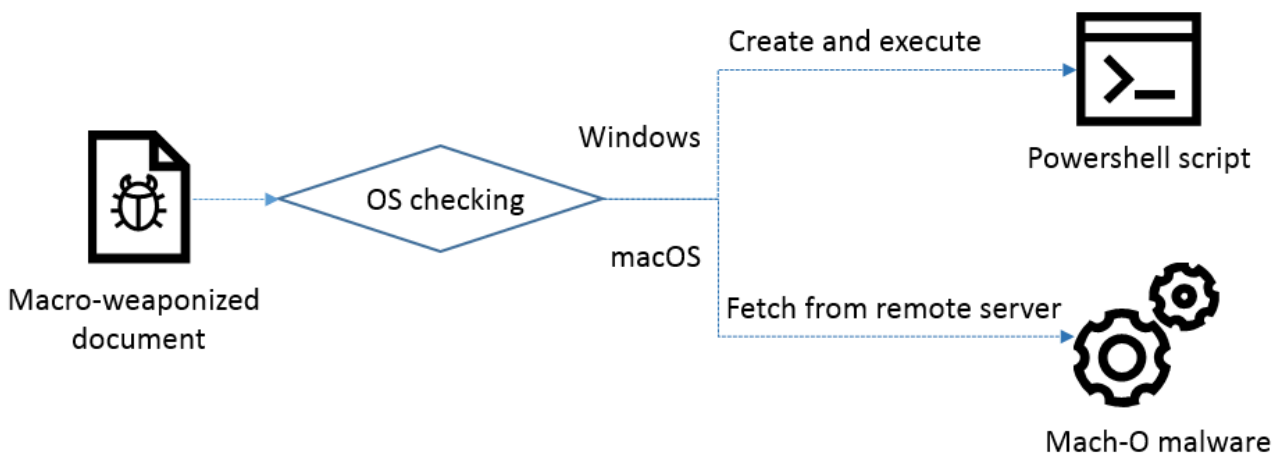 Create and execute
Windows
Powershell script
OS checking
macOS
Macro-weaponized
document
Fetch from remote server
Mach-O malware